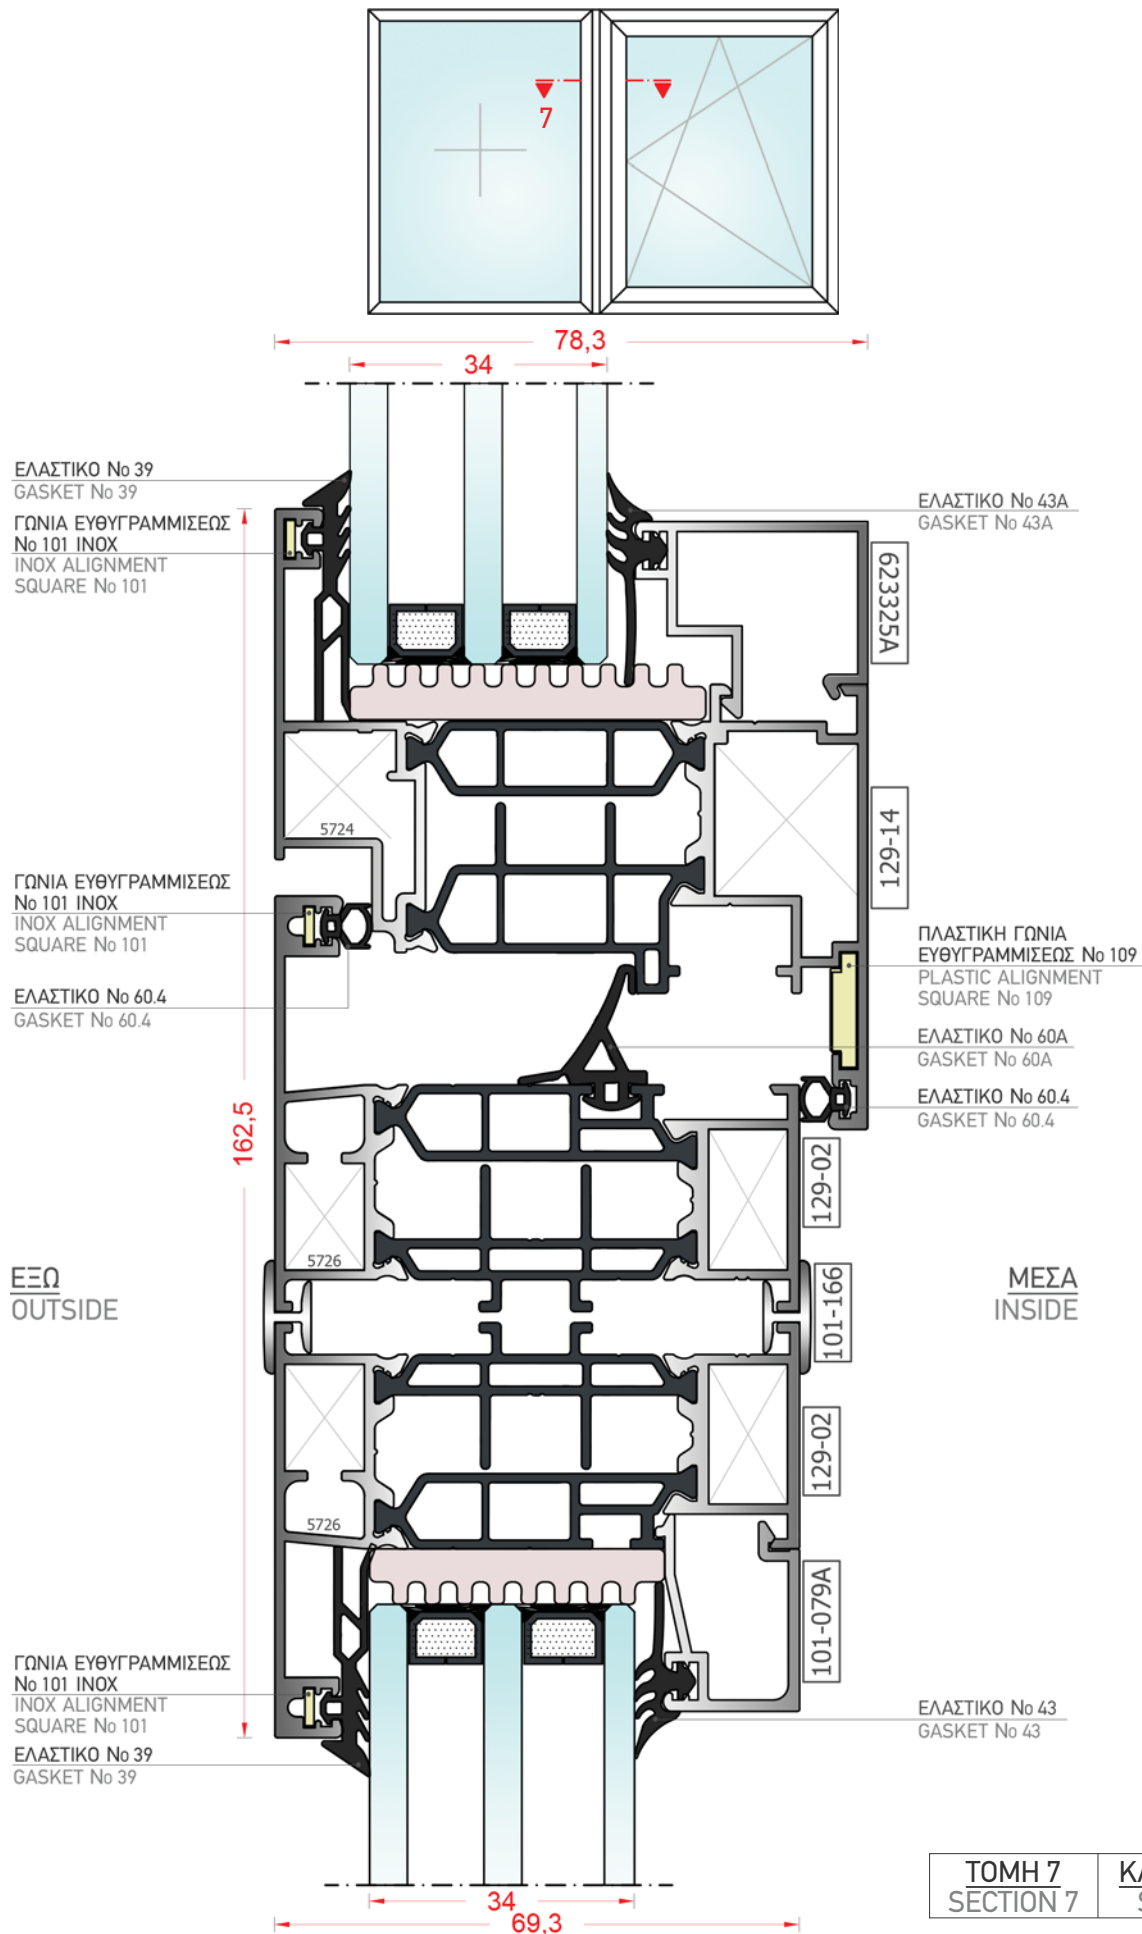 7
78,3
34
ΕΛΑΣΤΙΚΟ Νο 39
GASKET No 39
ΓΩΝΙΑ ΕΥΘΥΓΡΑΜΜΙΣΕΩΣ
Νο 101 INOX
INOX ALIGNMENT
SQUARE No 101
ΕΛΑΣΤΙΚΟ Νο 43Α
GASKET No 43A
623325A
5724
129-14
ΓΩΝΙΑ ΕΥΘΥΓΡΑΜΜΙΣΕΩΣ
Νο 101 INOX
INOX ALIGNMENT
SQUARE No 101
ΕΛΑΣΤΙΚΟ Νο 60.4
GASKET No 60.4
ΠΛΑΣΤΙΚΗ ΓΩΝΙΑ
ΕΥΘΥΓΡΑΜΜΙΣΕΩΣ Νο 109
PLASTIC ALIGNMENT
SQUARE No 109
ΕΛΑΣΤΙΚΟ Νο 60Α
GASKET No 60A
ΕΛΑΣΤΙΚΟ Νο 60.4
GASKET No 60.4
162,5
129-02
5726
ΕΞΩ
OUTSIDE
101-166
ΜΕΣΑ
INSIDE
129-02
5726
101-079A
ΓΩΝΙΑ ΕΥΘΥΓΡΑΜΜΙΣΕΩΣ
Νο 101 INOX
INOX ALIGNMENT
SQUARE No 101
ΕΛΑΣΤΙΚΟ Νο 39
GASKET No 39
ΕΛΑΣΤΙΚΟ Νο 43
GASKET No 43
34
69,3
ΤΟΜΗ 7
SECTION 7